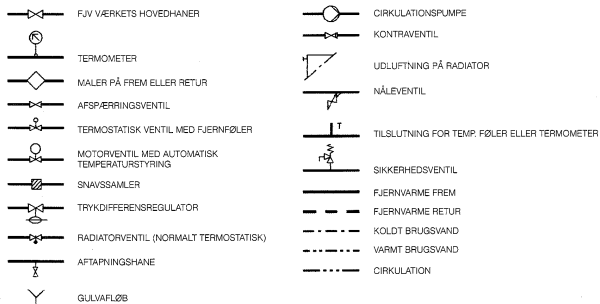 FJV VÆRKETS HOVEDHANER
TERMOMETER
MALER PÅ FREM ELLER RETUR
AFSPÆRRINGSVENTIL
TERMOSTATISK VENTIL MED FJERNFØLER
MOTORVENTIL MED AUTOMATISK
TEMPERATURSTYRING
SNAVSSAMLER
TRYKDIFFERENSREGULATOR
RADIATORVENTIL (NORMALT TERMOSTATISK)
AFTAPNINGSHANE
GULVAFLØB
CIRKULATIONSPUMPE
KONTRAVENTIL
UDLUFTNING PÅ RADIATOR
NÅLEVENTIL
T
TILSLUTNING FOR TEMP. FØLER ELLER TERMOMETER
SIKKERHEDSVENTIL
FJERNVARME FREM
FJERNVARME RETUR
KOLDT BRUGSVAND
VARMT BRUGSVAND
CIRKULATION